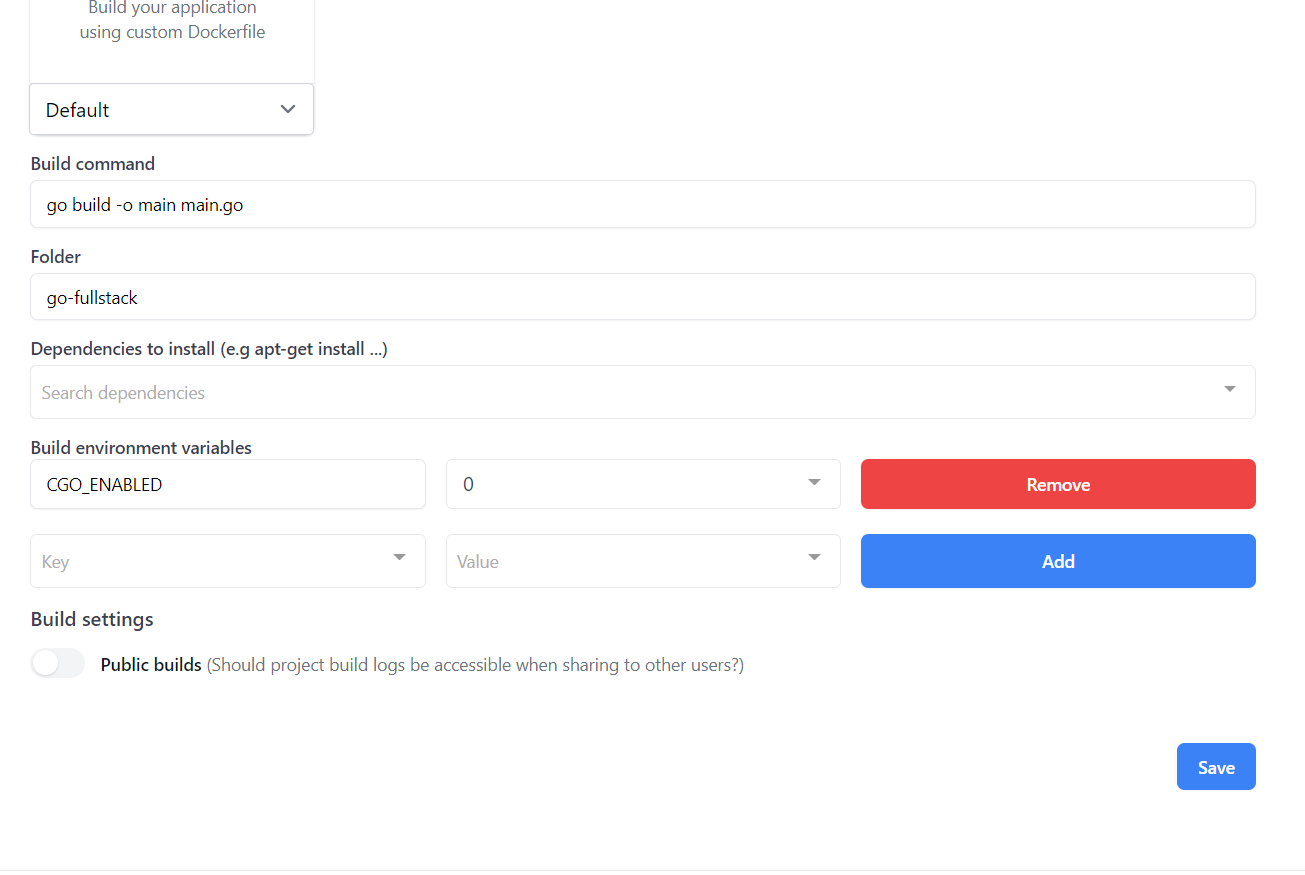 Build your application
using custom Dockerfile
Default
Build command
go build -o main main.go
Folder
go-fullstack
Dependencies to install (e.g apt-get install ...)
Search dependencies
Build environment variables
CGO_ENABLED
0
Remove
Key
Value
Add
Build settings
Public builds (Should project build logs be accessible when sharing to other users?)
Save